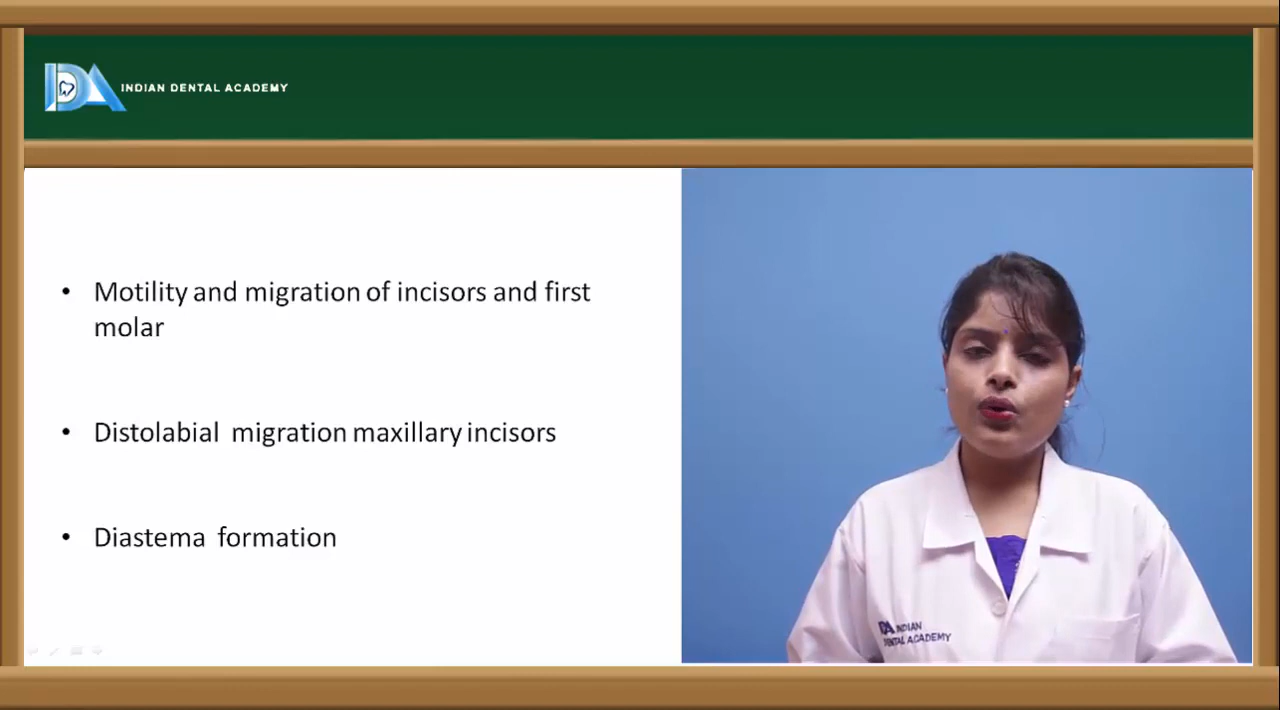 INDIAN DENTAL ACADEMY
• Motility and migration of incisors and first
molar
• Distolabial migration maxillary incisors
• Diastema formation
IDA INDIAN
DENTAL ACADEMY